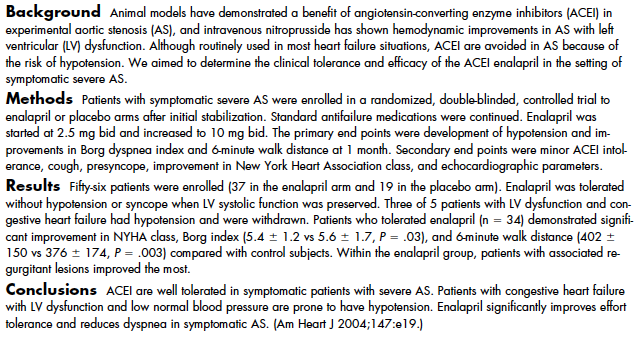 Background Animal models have demonstrated a benefit of angiotensin-converting enzyme inhibitors (ACEI) in
experimental aortic stenosis (AS), and intravenous nitroprusside has shown hemodynamic improvements in AS with left
ventricular (LV) dysfunction. Although routinely used in most heart failure situations, ACEI are avoided in AS because of
the risk of hypotension. We aimed to determine the clinical tolerance and efficacy of the ACEI enalapril in the setting of
symptomatic severe AS.
Methods Patients with symptomatic severe AS were enrolled in a randomized, double-blinded, controlled trial to
enalapril or placebo arms after initial stabilization. Standard antifailure medications were continued. Enalapril was
started at 2.5 mg bid and increased to 10 mg bid. The primary end points were development of hypotension and im-
provements in Borg dyspnea index and 6-minute walk distance at 1 month. Secondary end points were minor ACEI intol-
erance, cough, presyncope, improvement in New York Heart Association class, and echocardiographic parameters.
Results Fifty-six patients were enrolled (37 in the enalapril arm and 19 in the placebo arm). Enalapril was tolerated
without hypotension or syncope when LV systolic function was preserved. Three of 5 patients with LV dysfunction and con-
gestive heart failure had hypotension and were withdrawn. Patients who tolerated enalapril (n = 34) demonstrated signifi-
cant improvement in NYHA class, Borg index (5.4 ± 1.2 vs 5.6 ± 1.7, P = .03), and 6-minute walk distance (402 ±
150 vs 376 ± 174, P = .003) compared with control subjects. Within the enalapril group, patients with associated re-
gurgitant lesions improved the most.
Conclusions ACEI are well tolerated in symptomatic patients with severe AS. Patients with congestive heart failure
with LV dysfunction and low normal blood pressure are prone to have hypotension. Enalapril significantly improves effort
tolerance and reduces dyspnea in symptomatic AS. (Am Heart J 2004;147:e19.)